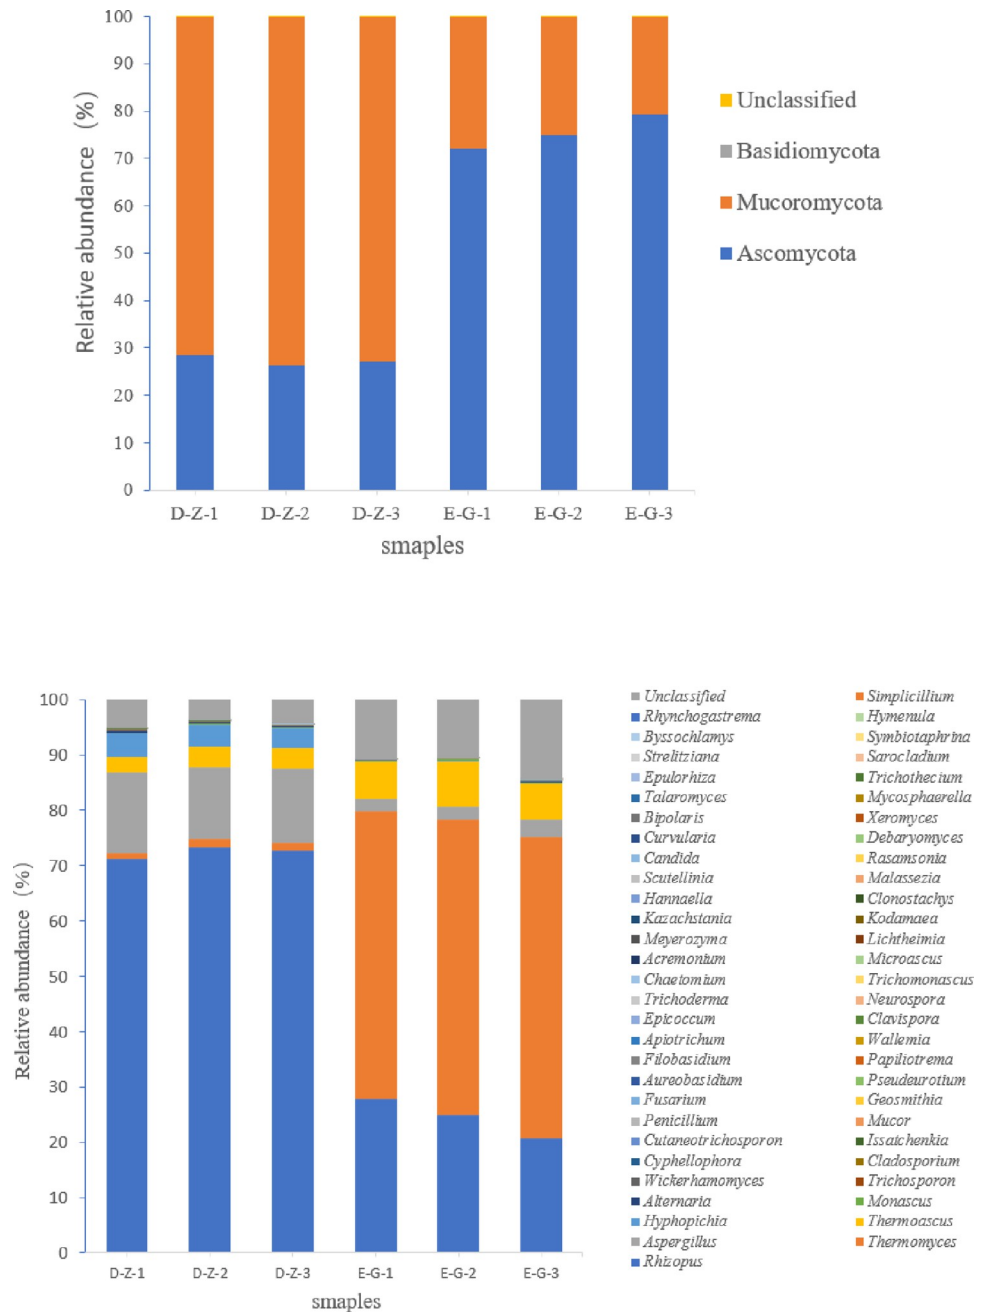 100
90
80
70
60
50
40
30
20
10
0
Relative abundance (%)
D-Z-1 D-Z-2 D-Z-3 E-G-1 E-G-2 E-G-3
smaples
Unclassified
Basidiomycota
Mucoromycota
Ascomycota
100
90
80
70
60
50
40
30
20
10
0
Relative abundance (%)
D-Z-1 D-Z-2 D-Z-3 E-G-1 E-G-2 E-G-3
smaples
Unclassified Simplicillium
Rhynchogastrema Hymenula
Byssochlamys Symbiotaphrina
Strelitziana Sarocladium
Epulorhiza Trichothecium
Talaromyces Mycosphaerella
Bipolaris Xeromyces
Curvularia Debaryomyces
Candida Rasamsonia
Scutellinia Malassezia
Hannaella Clonostachys
Kazachstania Kodamaea
Meyerozyma Lichtheimia
Acremonium Microascus
Chaetomium Trichomonascus
Trichoderma Neurospora
Epicoccum Clavispora
Apiotrichum Wallemia
Filobasidium Papiliotrema
Aureobasidium Pseudeurotium
Fusarium Geosmithia
Penicillium Mucor
Cutaneotrichosporon Issatchenkia
Cyphellophora Cladosporium
Wickerhamomyces Trichosporon
Alternaria Monascus
Hyphopichia Thermoascus
Aspergillus Thermomyces
Rhizopus